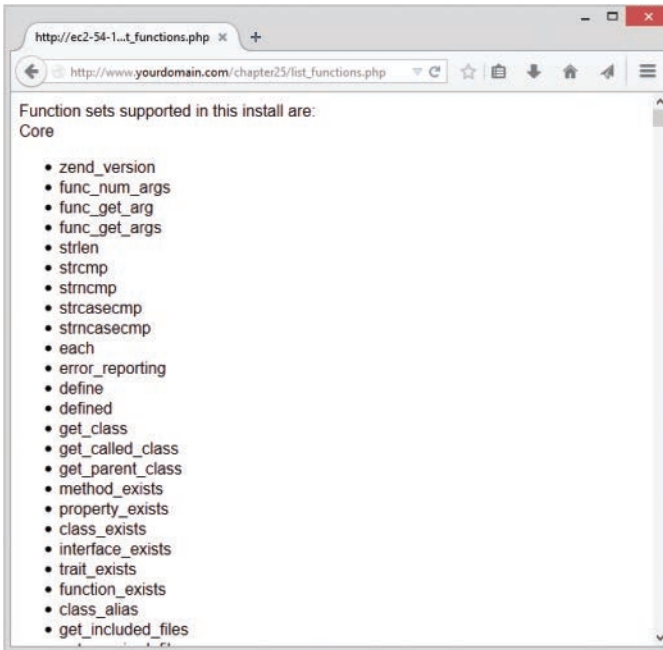 http://ec2-54-1...t_functions.php
http://www.yourdomain.com/chapter25/list_functions.php
Function sets supported in this install are:
Core
• zend_version
• func_num_args
• func_get_arg
• func_get_args
• strlen
• strcmp
• strncmp
• strcasecmp
• strncasecmp
• each
• error_reporting
• define
• defined
• get_class
• get_called_class
• get_parent_class
• method_exists
• property_exists
• class_exists
• interface_exists
• trait_exists
• function_exists
• class_alias
• get_included_files